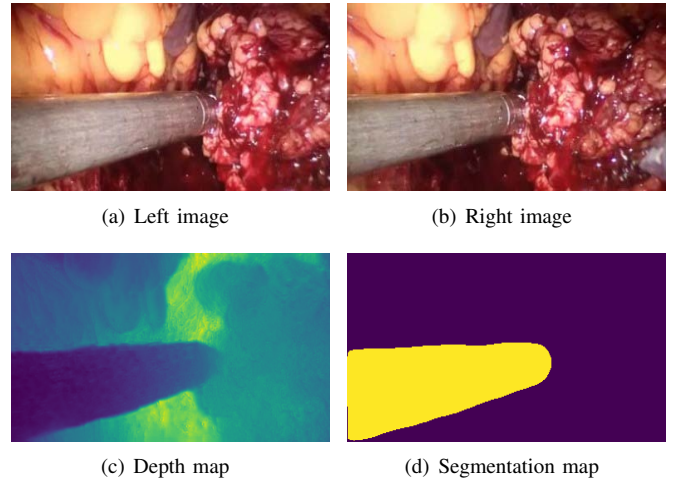 (a) Left image
(b) Right image
(c) Depth map
(d) Segmentation map